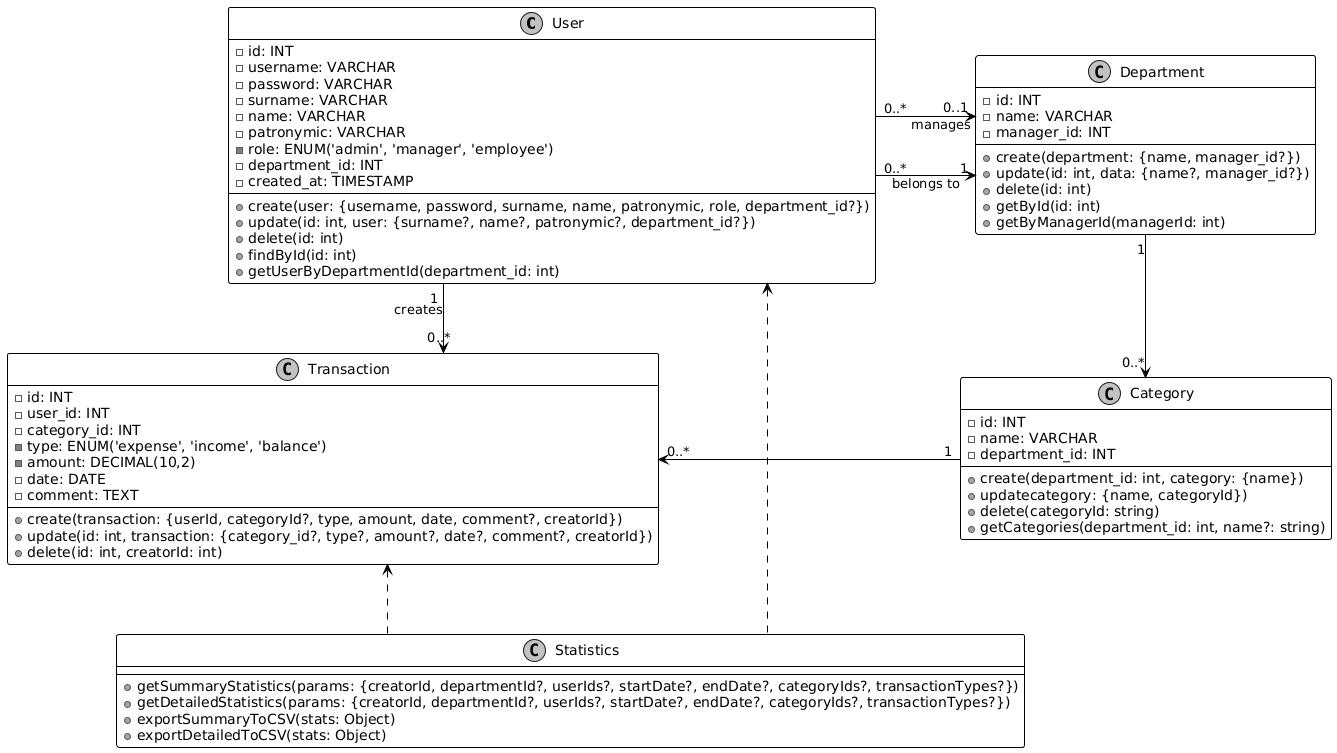 C User
id: INT
username: VARCHAR
password: VARCHAR
surname: VARCHAR
name: VARCHAR
patronymic: VARCHAR
role: ENUM('admin', 'manager', 'employee')
department_id: INT
created_at: TIMESTAMP
create(user: {username, password, surname, name, patronymic, role, department_id?})
update(id: int, user: {surname?, name?, patronymic?, department_id?})
delete(id: int)
findById(id: int)
getUserByDepartmentId(department_id: int)
0..* 0..1
manages
0..* 1
belongs to
C Department
id: INT
name: VARCHAR
manager_id: INT
create(department: {name, manager_id?})
update(id: int, data: {name?, manager_id?})
delete(id: int)
getById(id: int)
getByManagerId(managerId: int)
1
creates
0..*
1
0..*
C Transaction
id: INT
user_id: INT
category_id: INT
type: ENUM('expense', 'income', 'balance')
amount: DECIMAL(10,2)
date: DATE
comment: TEXT
create(transaction: {userId, categoryId?, type, amount, date, comment?, creatorId})
update(id: int, transaction: {category_id?, type?, amount?, date?, comment?, creatorId})
delete(id: int, creatorId: int)
0..* 1
C Category
id: INT
name: VARCHAR
department_id: INT
create(department_id: int, category: {name})
updatecategory: {name, categoryId})
delete(categoryId: string)
getCategories(department_id: int, name?: string)
C Statistics
getSummaryStatistics(params: {creatorId, departmentId?, userIds?, startDate?, endDate?, categoryIds?, transactionTypes?})
getDetailedStatistics(params: {creatorId, departmentId?, userIds?, startDate?, endDate?, categoryIds?, transactionTypes?})
exportSummaryToCSV(stats: Object)
exportDetailedToCSV(stats: Object)